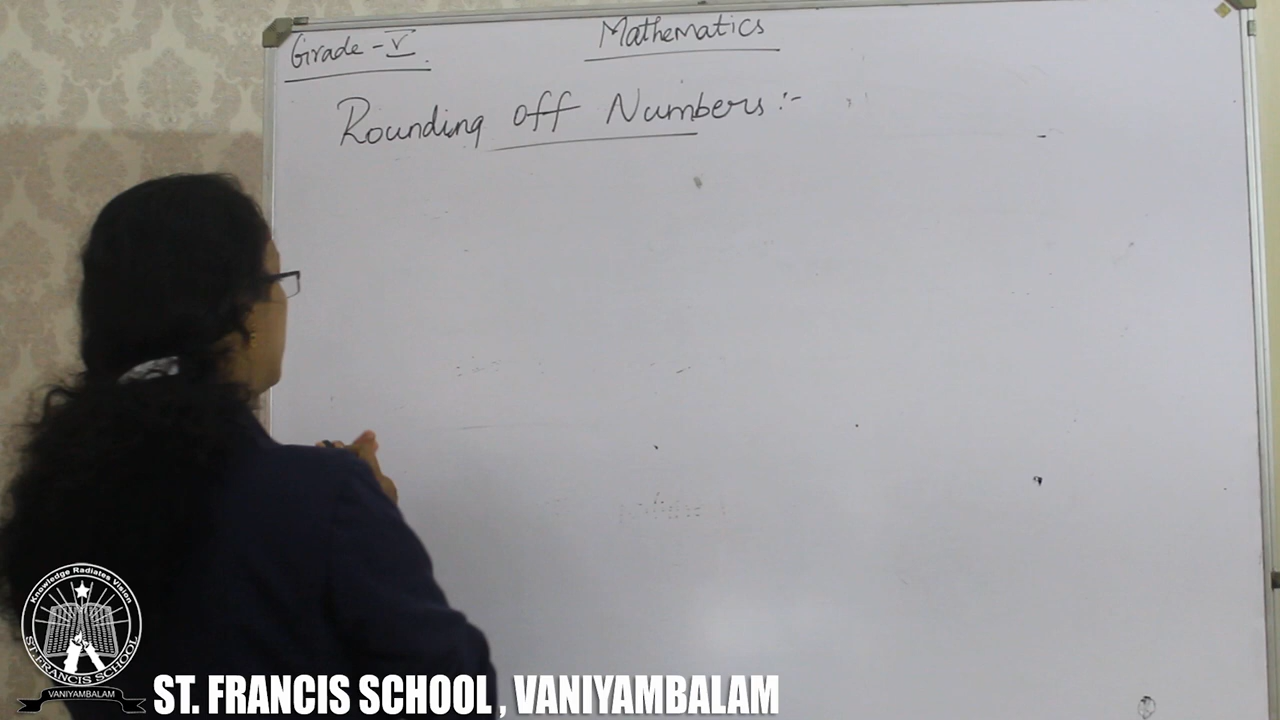 Grade - V
Mathematics
Rounding off Numbers :-
Knowledge Radiates Vision
ST. FRANCIS SCHOOL
VANIYAMBALAM
ST. FRANCIS SCHOOL , VANIYAMBALAM